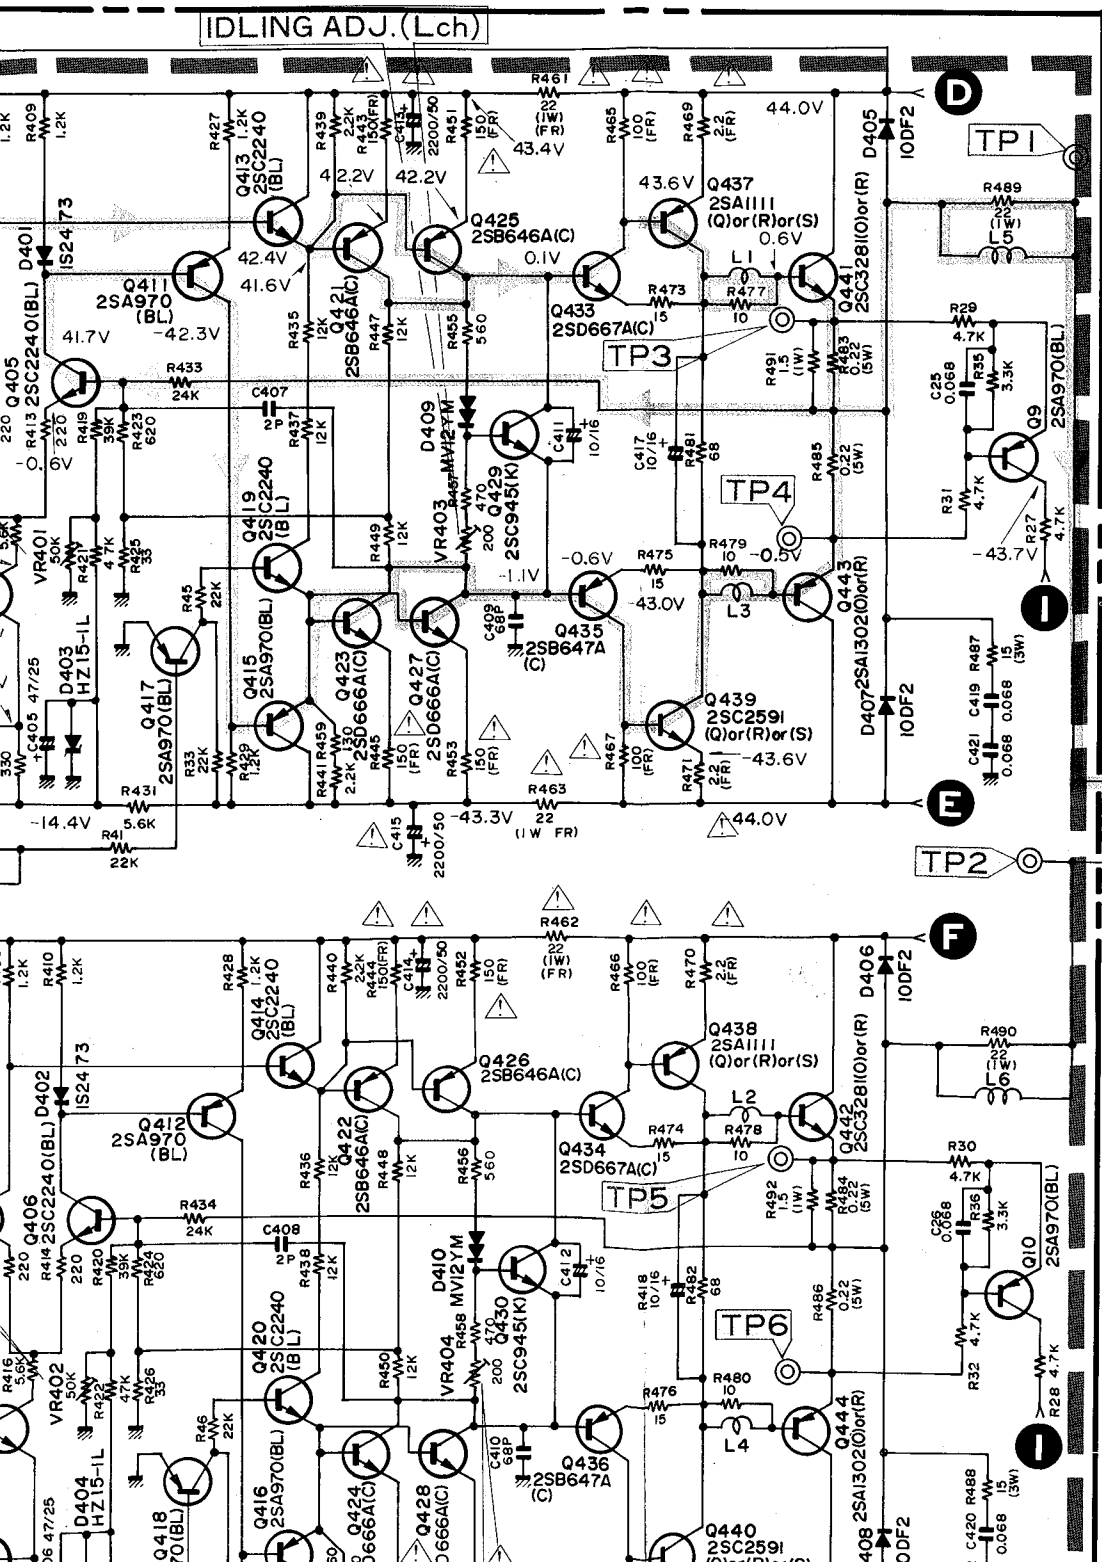 IDLING ADJ.(Lch)
R461
22
(1W)
(FR)
R409
1.2K
R427
1.2K
Q413
2SC2240
(BL)
R439
2.2K
R443
150(FR)
C413
2200/50
R451
150
(FR)
43.4V
R465
100
(FR)
R469
2.2
(FR)
44.0V
D405
10DF2
D
TP1
42.2V
42.2V
43.6V
Q437
2SA1111
(Q)or(R)or(S)
R489
22
(1W)
L5
D401
IS2473
42.4V
41.6V
Q425
2SB646A(C)
0.1V
0.6V
L1
Q411
2SA970
(BL)
-42.3V
Q421
2SB646A(C)
Q433
2SD667A(C)
R473
15
R477
10
Q441
2SC3281(O)or(R)
41.7V
Q405
2SC2240(BL)
R435
12K
R447
12K
R455
560
TP3
R491
1.5
(1W)
R483
0.22
(5W)
R29
4.7K
C25
0.068
R35
3.3K
Q9
2SA970(BL)
R433
24K
C407
2P
R437
12K
D409
MV12YM
220
R413
220
R419
39K
R423
620
-0.6V
C411
10/16
C417
10/16
R481
68
R485
0.22
(5W)
R457
470
Q429
2SC945(K)
VR403
200
TP4
R31
4.7K
R27
4.7K
-43.7V
Q419
2SC2240
(BL)
R449
12K
5.6K
VR401
50K
R421
4.7K
R425
33
R45
22K
-1.1V
-0.6V
R475
15
R479
10
-0.5V
L3
-43.0V
Q443
2SA1302(O)or(R)
I
C409
68P
Q435
2SB647A
(C)
D403
HZ15-1L
47/25
C405
330
Q417
2SA970(BL)
Q415
2SA970(BL)
Q423
2SD666A(C)
Q427
2SD666A(C)
R487
15
(3W)
C419
0.068
C421
0.068
R33
22K
R429
1.2K
R459
130
R441
2.2K
R445
150
(FR)
R453
150
(FR)
R467
100
(FR)
Q439
2SC2591
(Q)or(R)or(S)
-43.6V
R471
2.2
(FR)
D407
10DF2
R431
5.6K
-14.4V
R41
22K
C415
2200/50
-43.3V
R463
22
(1W FR)
44.0V
E
TP2
R462
22
(1W)
(FR)
F
1.2K
R410
1.2K
R428
1.2K
Q414
2SC2240
(BL)
R440
2.2K
R444
150(FR)
C414
2200/50
R452
150
(FR)
R466
100
(FR)
R470
2.2
(FR)
D406
10DF2
Q438
2SA1111
(Q)or(R)or(S)
R490
22
(1W)
L6
D402
IS2473
Q426
2SB646A(C)
Q412
2SA970
(BL)
Q422
2SB646A(C)
L2
Q434
2SD667A(C)
R474
15
R478
10
Q442
2SC3281(O)or(R)
Q406
2SC2240(BL)
R436
12K
R448
12K
R456
560
TP5
R492
1.5
(1W)
R484
0.22
(5W)
R30
4.7K
C26
0.068
R36
3.3K
Q10
2SA970(BL)
R434
24K
C408
2P
R438
12K
D410
MV12YM
220
R414
220
R420
39K
R424
620
C412
10/16
R418
10/16
R482
68
R486
0.22
(5W)
R458
470
Q430
2SC945(K)
VR404
200
TP6
R32
4.7K
R28
4.7K
Q420
2SC2240
(BL)
R450
12K
R416
5.6K
VR402
50K
R422
47K
R426
33
R46
22K
R476
15
R480
10
L4
Q444
2SA1302(O)or(R)
I
C410
68P
Q436
2SB647A
(C)
D404
HZ15-1L
47/25
Q418
Q416
2SA970(BL)
Q424
Q428
Q440
2SC2591
R488
15
(3W)
C420
0.068